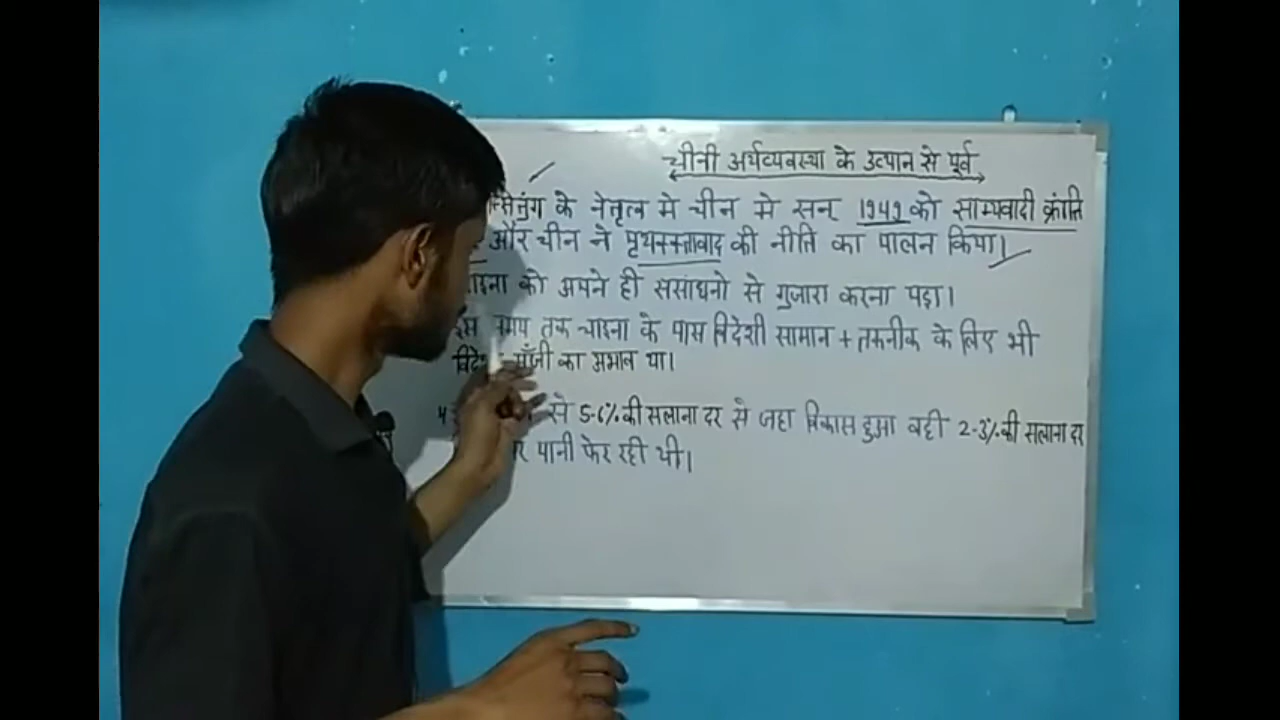 चीनी अर्थव्यवस्था के उत्पान से पूर्व
के नेतृत्व मे चीन मे सन् 1949 को साम्यवादी क्रांति
और चीन ने पृथक्कतावाद की नीति का पालन किया।
को अपने ही संसाधनो से गुजारा करना पड़ा।
तक चाइना के पास विदेशी सामान + तकनीक के लिए भी
का अभाव था।
से 5-6% की सलाना दर से जहा विकास हुआ वही 2-3% की सलाना दर
पानी फेर रही थी।